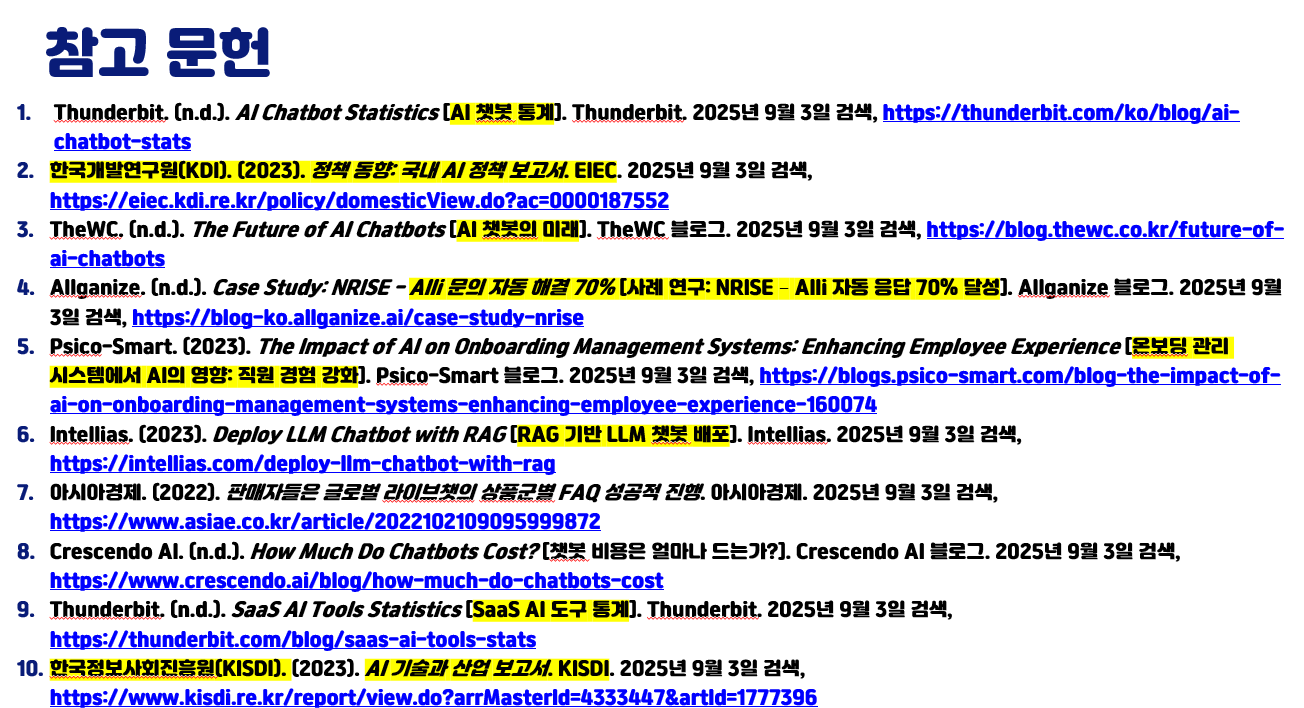 참고 문헌
1. Thunderbit. (n.d.). AI Chatbot Statistics [AI 챗봇 통계]. Thunderbit. 2025년 9월 3일 검색, https://thunderbit.com/ko/blog/ai-
chatbot-stats
2. 한국개발연구원(KDI). (2023). 정책 동향: 국내 AI 정책 보고서. EIEC. 2025년 9월 3일 검색,
https://eiec.kdi.re.kr/policy/domesticView.do?ac=0000187552
3. TheWC. (n.d.). The Future of AI Chatbots [AI 챗봇의 미래]. TheWC 블로그. 2025년 9월 3일 검색, https://blog.thewc.co.kr/future-of-
ai-chatbots
4. Allganize. (n.d.). Case Study: NRISE – Alli 문의 자동 해결 70% [사례 연구: NRISE – Alli 자동 응답 70% 달성]. Allganize 블로그. 2025년 9월
3일 검색, https://blog-ko.allganize.ai/case-study-nrise
5. Psico-Smart. (2023). The Impact of AI on Onboarding Management Systems: Enhancing Employee Experience [온보딩 관리
시스템에서 AI의 영향: 직원 경험 강화]. Psico-Smart 블로그. 2025년 9월 3일 검색, https://blogs.psico-smart.com/blog-the-impact-of-
ai-on-onboarding-management-systems-enhancing-employee-experience-160074
6. Intellias. (2023). Deploy LLM Chatbot with RAG [RAG 기반 LLM 챗봇 배포]. Intellias. 2025년 9월 3일 검색,
https://intellias.com/deploy-llm-chatbot-with-rag
7. 아시아경제. (2022). 판매자들은 글로벌 라이브챗의 상품군별 FAQ 성공적 진행. 아시아경제. 2025년 9월 3일 검색,
https://www.asiae.co.kr/article/2022102109095999872
8. Crescendo AI. (n.d.). How Much Do Chatbots Cost? [챗봇 비용은 얼마나 드는가?]. Crescendo AI 블로그. 2025년 9월 3일 검색,
https://www.crescendo.ai/blog/how-much-do-chatbots-cost
9. Thunderbit. (n.d.). SaaS AI Tools Statistics [SaaS AI 도구 통계]. Thunderbit. 2025년 9월 3일 검색,
https://thunderbit.com/blog/saas-ai-tools-stats
10. 한국정보사회진흥원(KISDI). (2023). AI 기술과 산업 보고서. KISDI. 2025년 9월 3일 검색,
https://www.kisdi.re.kr/report/view.do?arrMasterId=4333447&artId=1777396